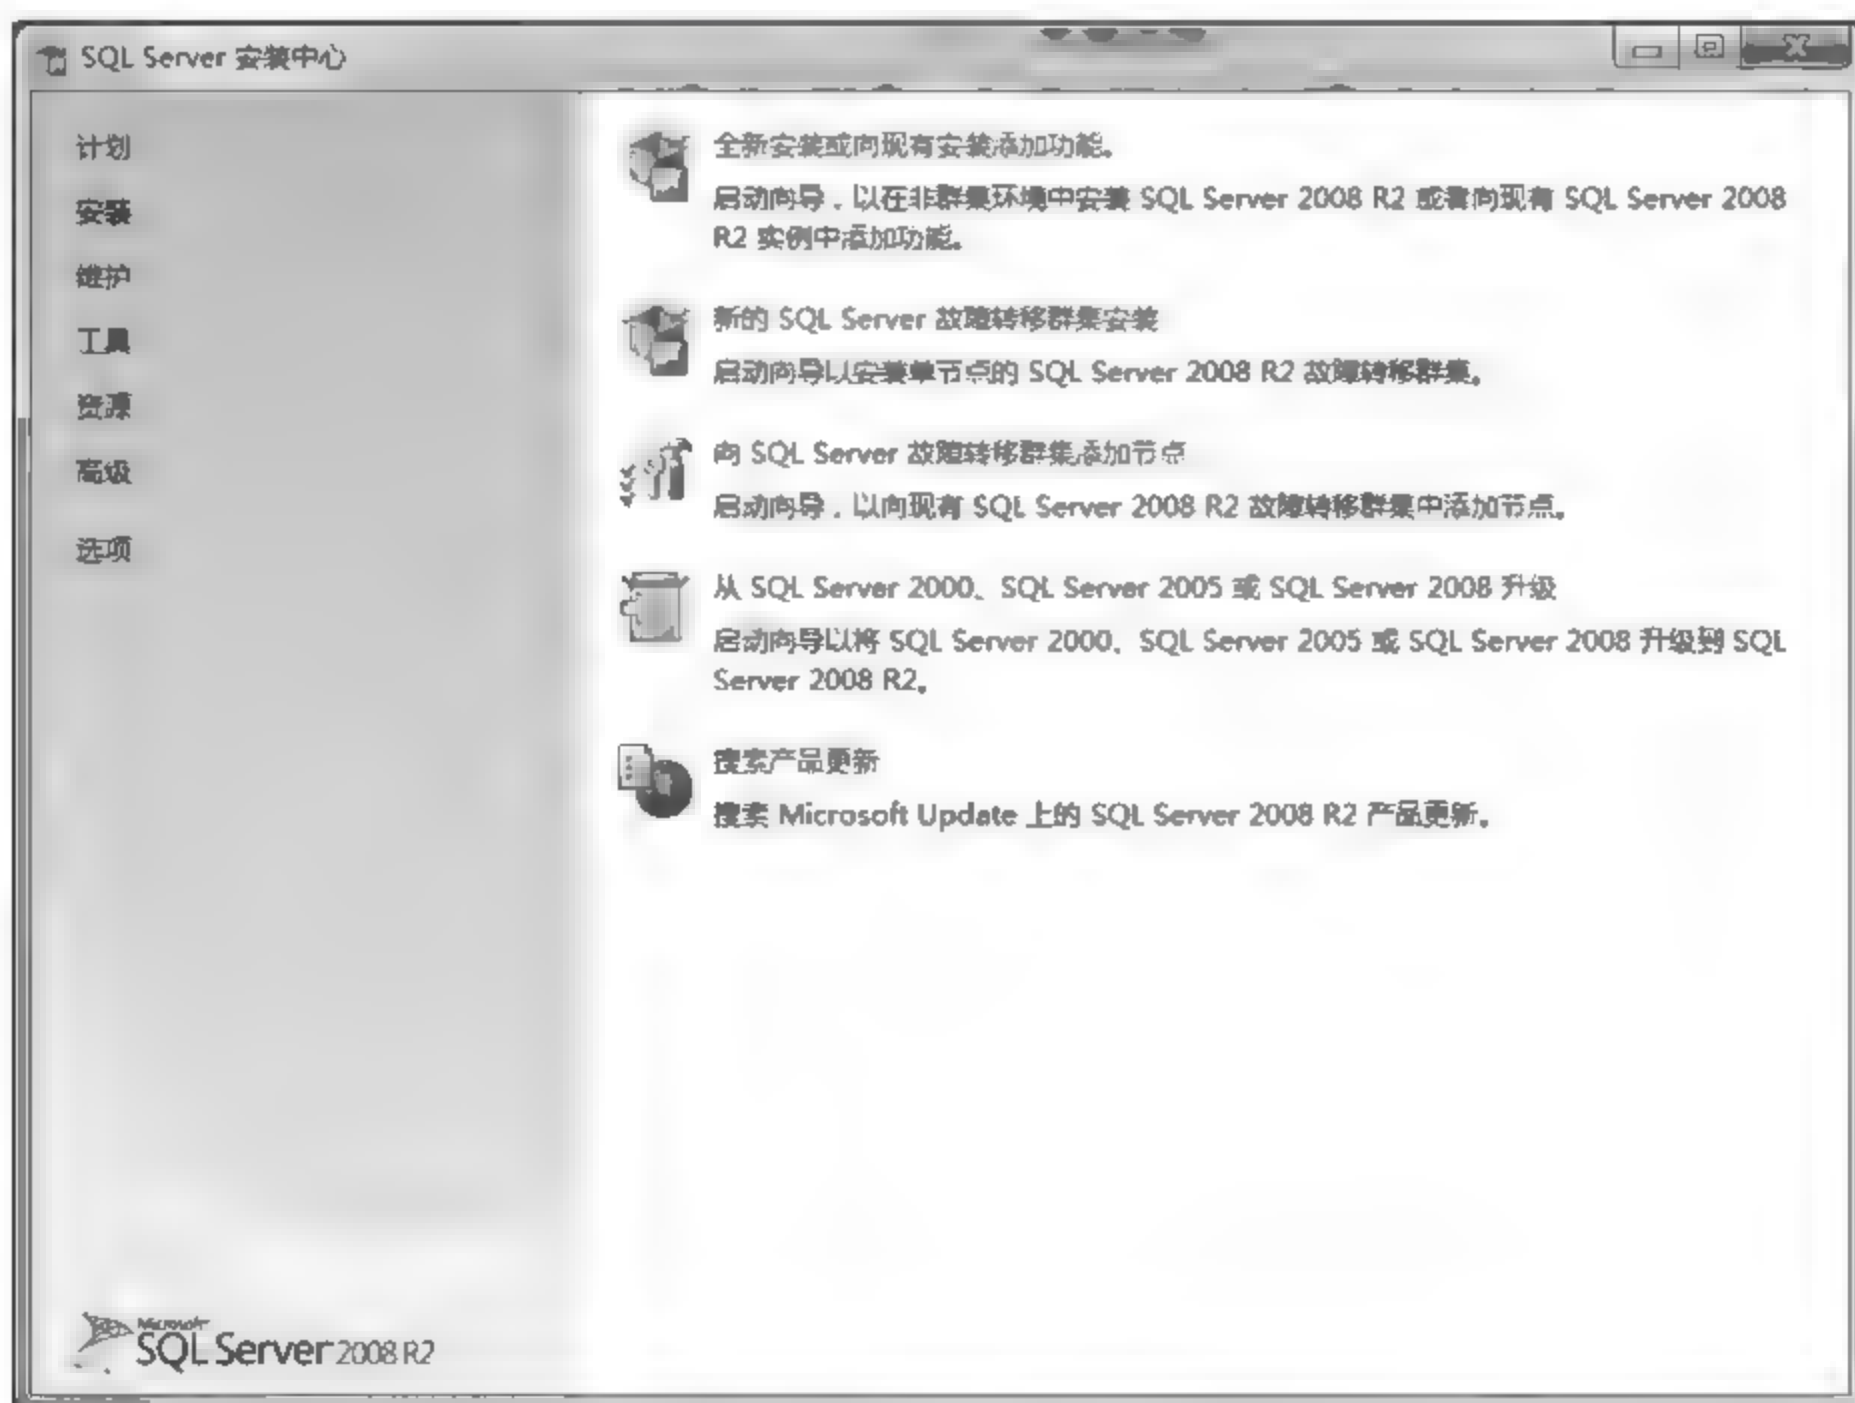 SQL Server 安装中心
计划
安装
维护
工具
资源
高级
选项
全新安装或向现有安装添加功能。
启动向导，以在非群集环境中安装 SQL Server 2008 R2 或者向现有 SQL Server 2008
R2 实例中添加功能。
新的 SQL Server 故障转移群集安装
启动向导以安装单节点的 SQL Server 2008 R2 故障转移群集。
向 SQL Server 故障转移群集添加节点
启动向导，以向现有 SQL Server 2008 R2 故障转移群集中添加节点。
从 SQL Server 2000、SQL Server 2005 或 SQL Server 2008 升级
启动向导以将 SQL Server 2000、SQL Server 2005 或 SQL Server 2008 升级到 SQL
Server 2008 R2。
搜索产品更新
搜索 Microsoft Update 上的 SQL Server 2008 R2 产品更新。
Microsoft
SQL Server 2008 R2